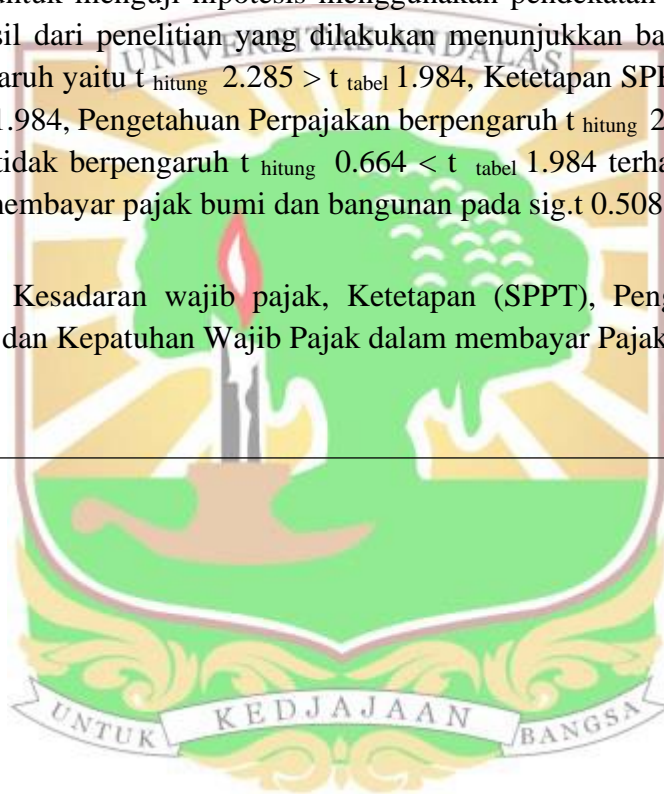 untuk menguji hipotesis menggunakan pendekatan
sil dari penelitian yang dilakukan menunjukkan ba
UNIVERSITAS ANDALAS
aruh yaitu t hitung 2.285 > t tabel 1.984, Ketetapan SPP
1.984, Pengetahuan Perpajakan berpengaruh t hitung 2
tidak berpengaruh t hitung 0.664 < t tabel 1.984 terha
membayar pajak bumi dan bangunan pada sig.t 0.508
Kesadaran wajib pajak, Ketetapan (SPPT), Peng
dan Kepatuhan Wajib Pajak dalam membayar Pajak
UNTUK KEDJAJAAN BANGSA